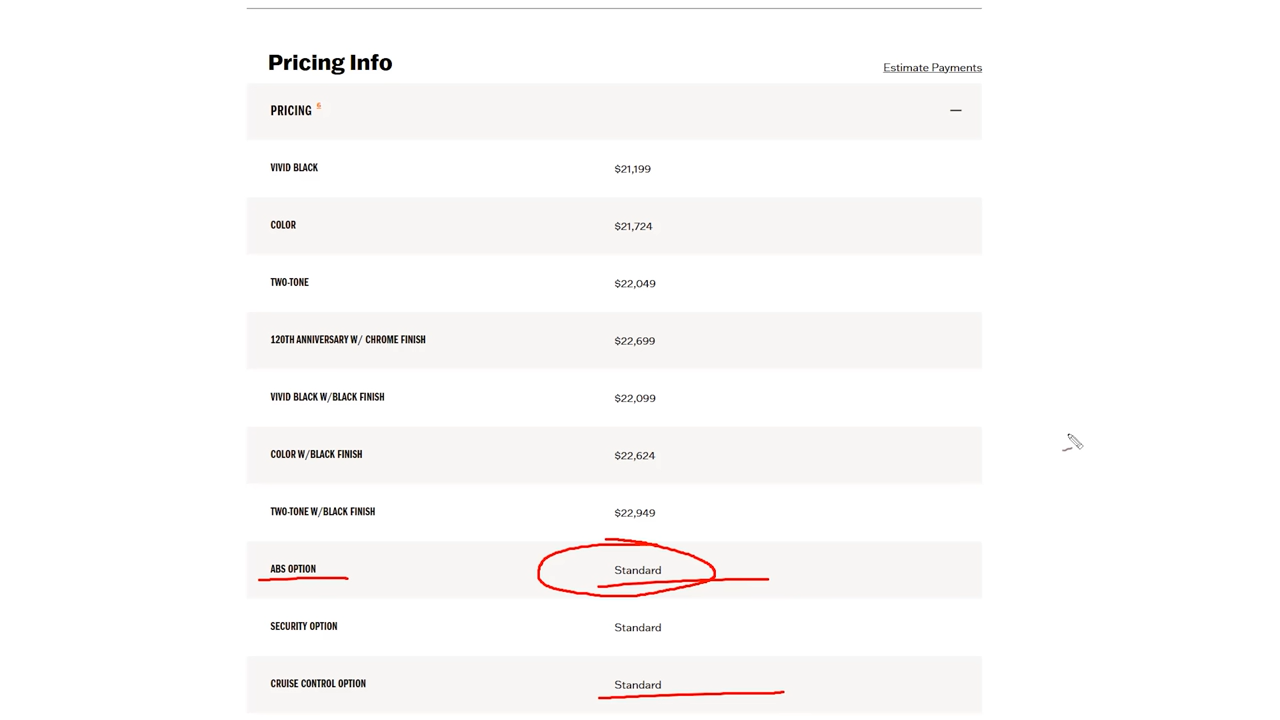 Pricing Info
Estimate Payments
PRICING 6
VIVID BLACK $21,199
COLOR $21,724
TWO-TONE $22,049
120TH ANNIVERSARY W/ CHROME FINISH $22,699
VIVID BLACK W/BLACK FINISH $22,099
COLOR W/BLACK FINISH $22,624
TWO-TONE W/BLACK FINISH $22,949
ABS OPTION Standard
SECURITY OPTION Standard
CRUISE CONTROL OPTION Standard